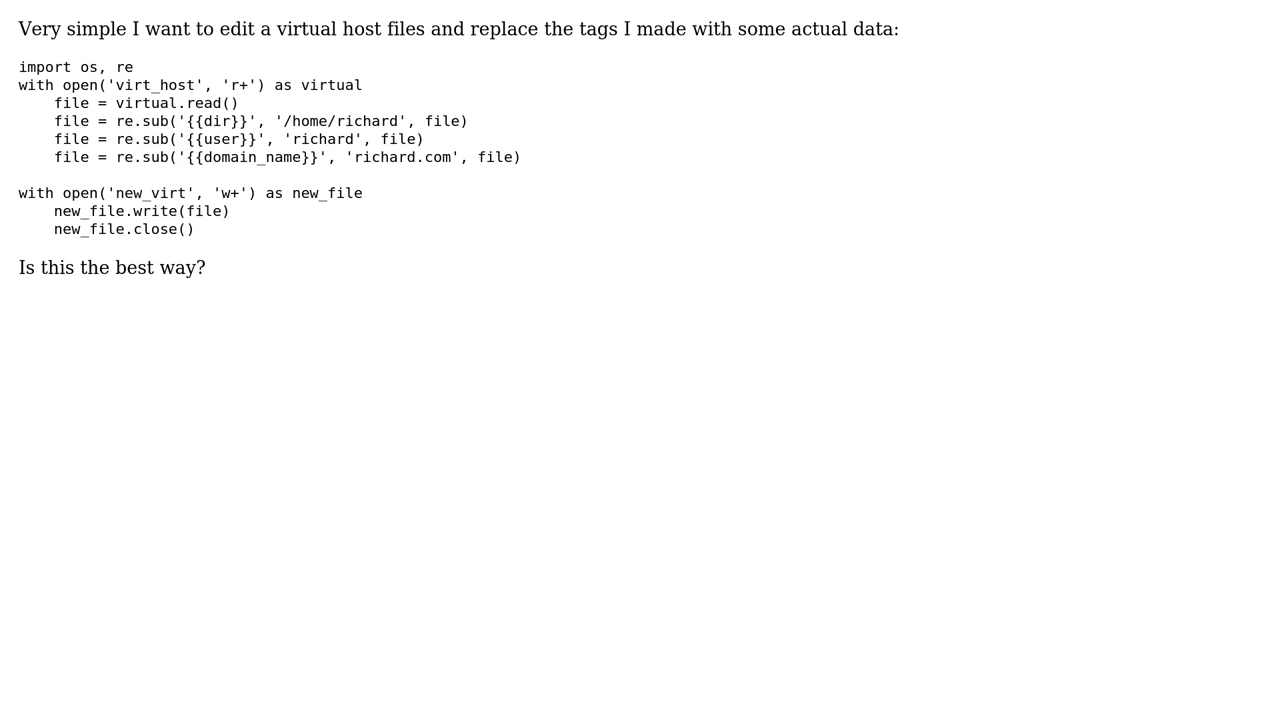 Very simple I want to edit a virtual host files and replace the tags I made with some actual data:
import os, re
with open('virt_host', 'r+') as virtual
    file = virtual.read()
    file = re.sub('{{dir}}', '/home/richard', file)
    file = re.sub('{{user}}', 'richard', file)
    file = re.sub('{{domain_name}}', 'richard.com', file)

with open('new_virt', 'w+') as new_file
    new_file.write(file)
    new_file.close()
Is this the best way?